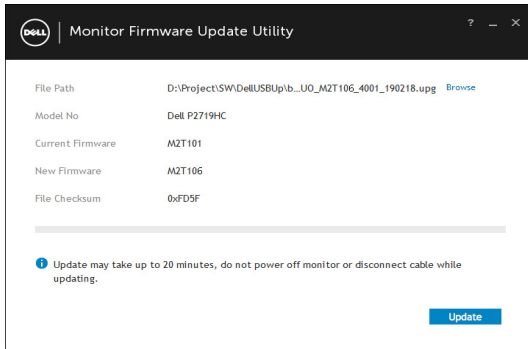 DELL Monitor Firmware Update Utility ?
File Path D:\Project\SW\DellUSBUp\b...UO_M2T106_4001_190218.upg Browse
Model No Dell P2719HC
Current Firmware M2T101
New Firmware M2T106
File Checksum 0xFD5F
Update may take up to 20 minutes, do not power off monitor or disconnect cable while
updating.
Update